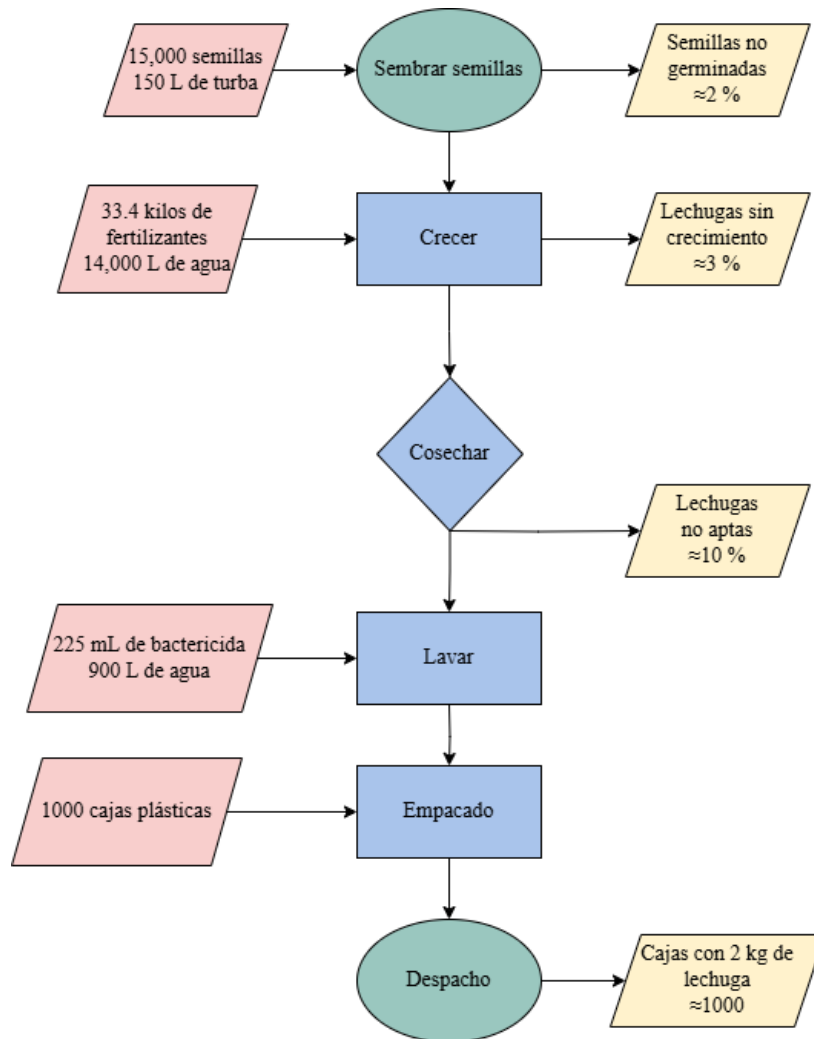 15,000 semillas
150 L de turba
Sembrar semillas
Semillas no
germinadas
≈2 %
33.4 kilos de
fertilizantes
14,000 L de agua
Crecer
Lechugas sin
crecimiento
≈3 %
Cosechar
Lechugas
no aptas
≈10 %
225 mL de bactericida
900 L de agua
Lavar
1000 cajas plásticas
Empacado
Despacho
Cajas con 2 kg de
lechuga
≈1000